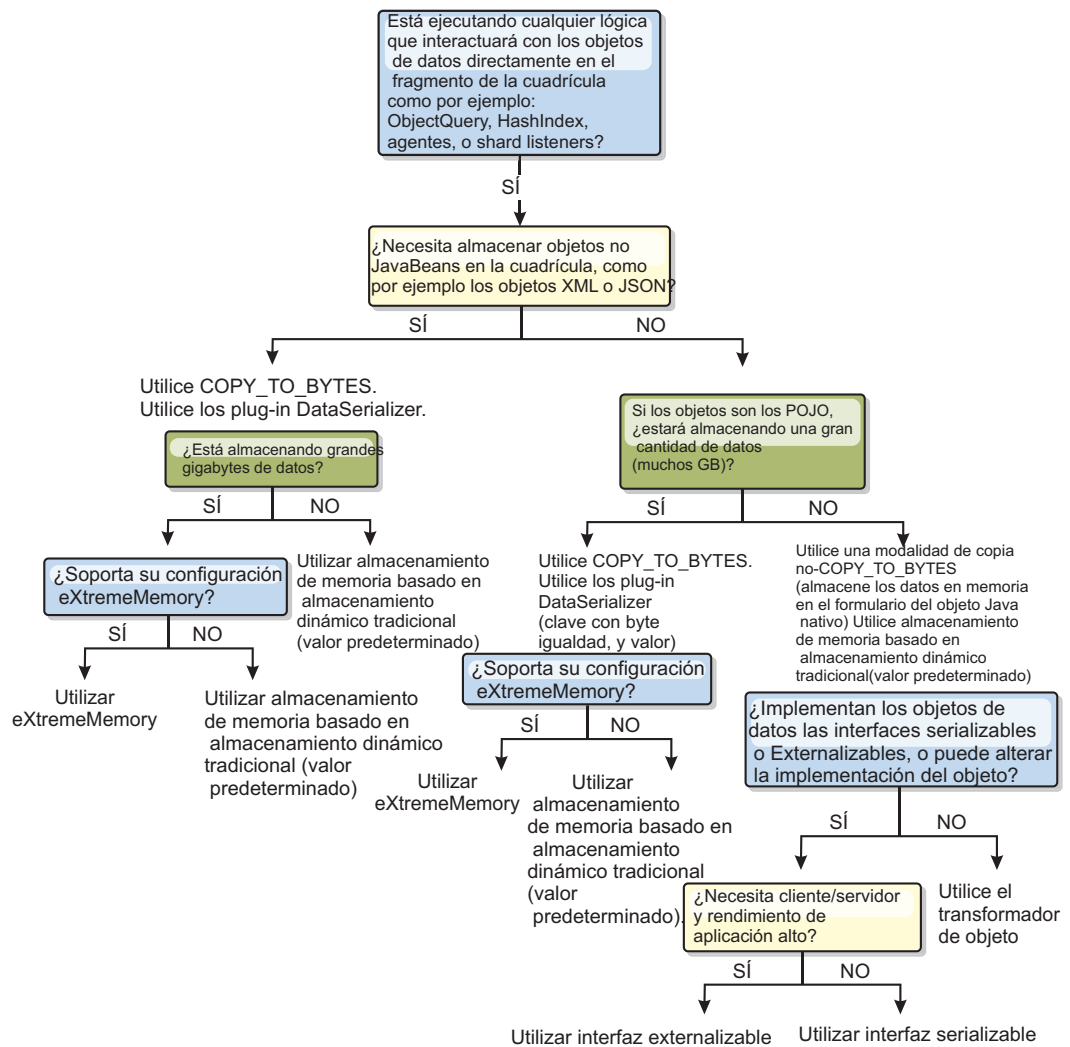 Está ejecutando cualquier lógica
que interactuará con los objetos
de datos directamente en el
fragmento de la cuadrícula
como por ejemplo:
ObjectQuery, HashIndex,
agentes, o shard listeners?
SÍ
¿Necesita almacenar objetos no
JavaBeans en la cuadrícula, como
por ejemplo los objetos XML o JSON?
SÍ
NO
Utilice COPY_TO_BYTES.
Utilice los plug-in DataSerializer.
¿Está almacenando grandes
gigabytes de datos?
SÍ
NO
Si los objetos son los POJO,
¿estará almacenando una gran
cantidad de datos
(muchos GB)?
SÍ
NO
¿Soporta su configuración
eXtremeMemory?
SÍ
NO
Utilizar
eXtremeMemory
Utilizar almacenamiento
de memoria basado en
almacenamiento dinámico
tradicional (valor
predeterminado)
Utilizar almacenamiento
de memoria basado en
almacenamiento
dinámico tradicional
(valor predeterminado)
Utilice COPY_TO_BYTES.
Utilice los plug-in
DataSerializer
(clave con byte
igualdad, y valor)
¿Soporta su configuración
eXtremeMemory?
SÍ
NO
Utilizar
eXtremeMemory
Utilizar
almacenamiento
de memoria basado en
almacenamiento
dinámico tradicional
(valor
predeterminado).
Utilice una modalidad de copia
no-COPY_TO_BYTES
(almacene los datos en memoria
en el formulario del objeto Java
nativo) Utilice almacenamiento
de memoria basado en
almacenamiento dinámico
tradicional(valor predeterminado)
¿Implementan los objetos de
datos las interfaces serializables
o Externalizables, o puede alterar
la implementación del objeto?
SÍ
NO
¿Necesita cliente/servidor
y rendimiento de
aplicación alto?
Utilice el
transformador
de objeto
SÍ
NO
Utilizar interfaz externalizable
Utilizar interfaz serializable